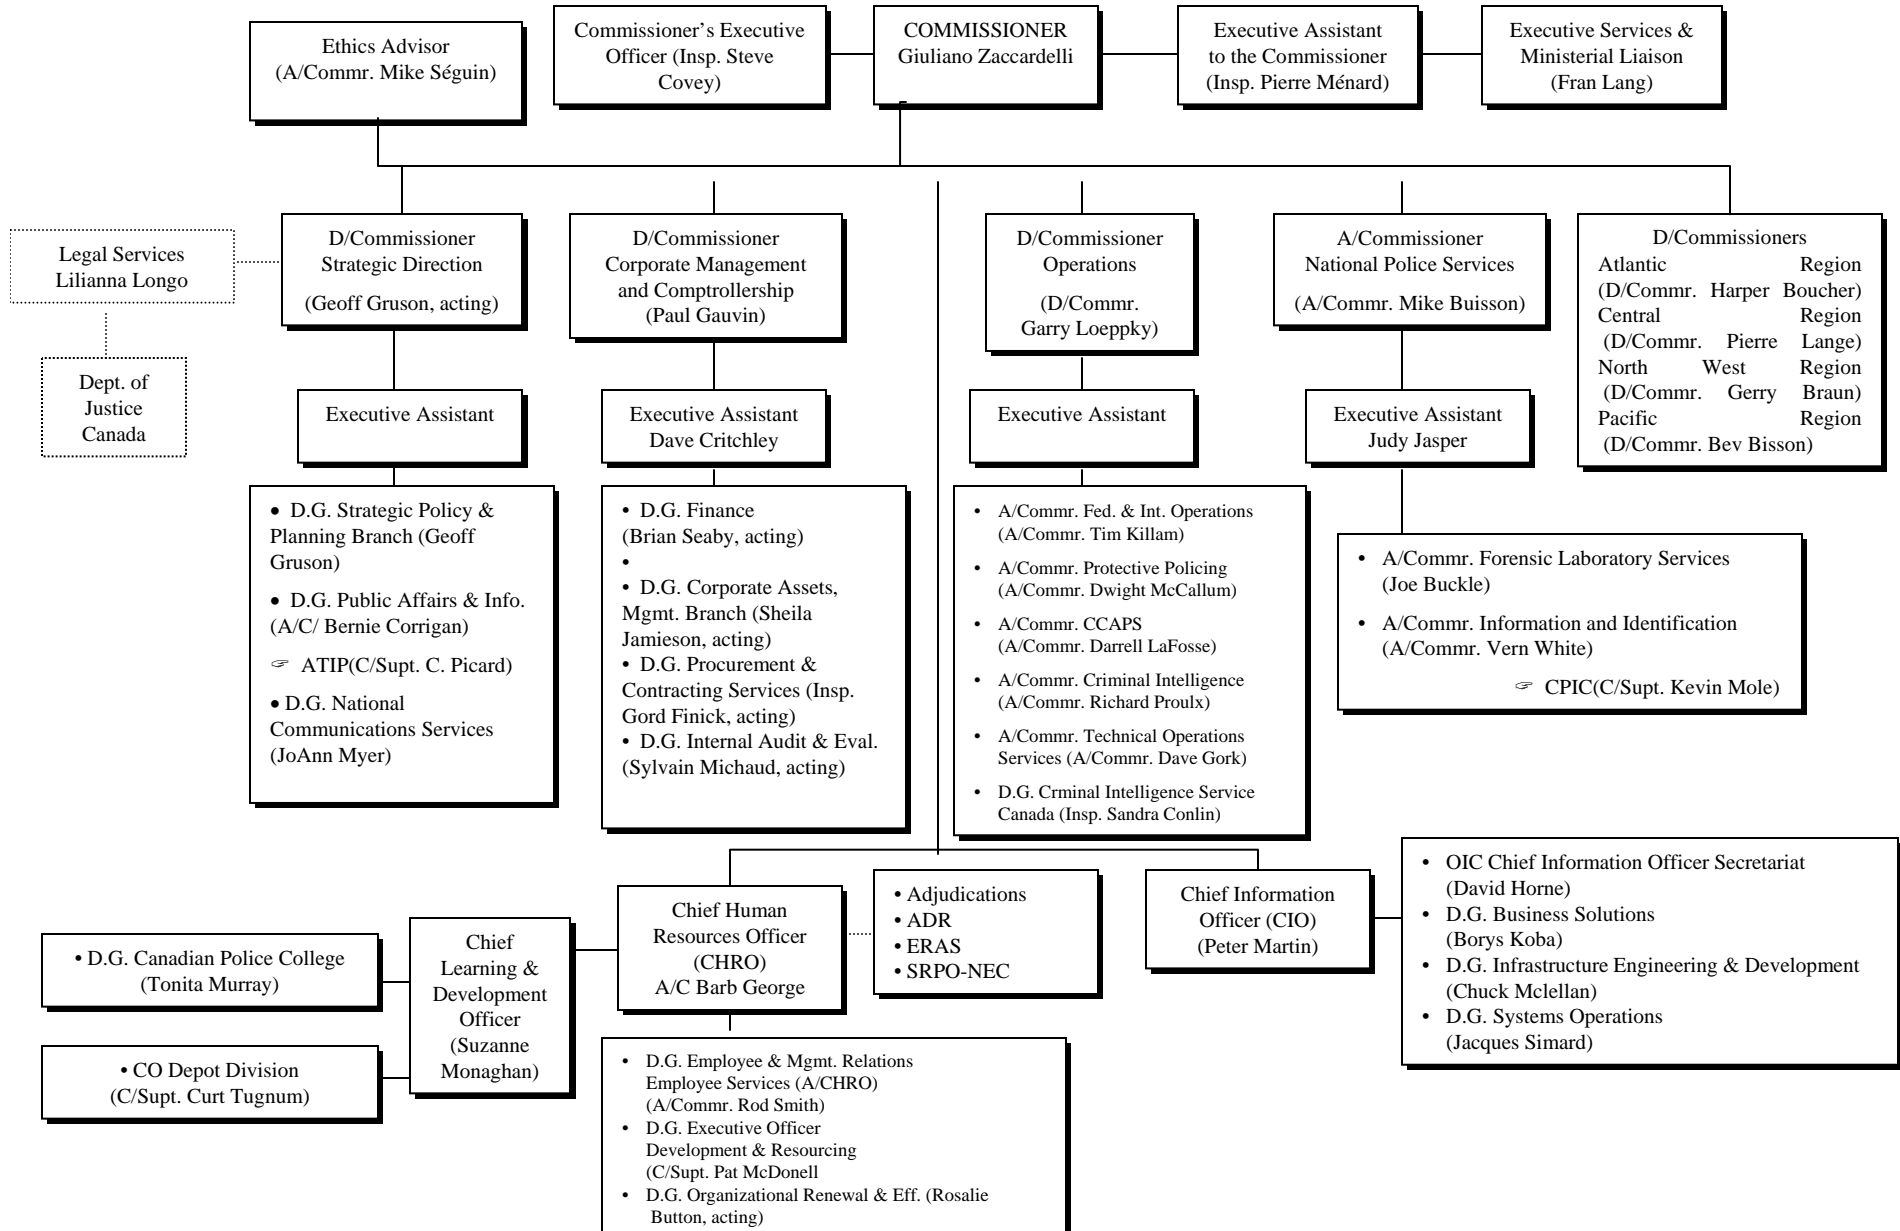 Ethics Advisor
(A/Commr. Mike Séguin)
Commissioner's Executive
Officer (Insp. Steve
Covey)
COMMISSIONER
Giuliano Zaccardelli
Executive Assistant
to the Commissioner
(Insp. Pierre Ménard)
Executive Services &
Ministerial Liaison
(Fran Lang)
Legal Services
Lilianna Longo
Dept. of
Justice
Canada
D/Commissioner
Strategic Direction
(Geoff Gruson, acting)
D/Commissioner
Corporate Management
and Comptrollership
(Paul Gauvin)
D/Commissioner
Operations
(D/Commr.
Garry Loeppky)
A/Commissioner
National Police Services
(A/Commr. Mike Buisson)
D/Commissioners
Atlantic Region
(D/Commr. Harper Boucher)
Central Region
(D/Commr. Pierre Lange)
North West Region
(D/Commr. Gerry Braun)
Pacific Region
(D/Commr. Bev Bisson)
Executive Assistant
Executive Assistant
Dave Critchley
Executive Assistant
Executive Assistant
Judy Jasper
• D.G. Strategic Policy &
Planning Branch (Geoff
Gruson)
• D.G. Public Affairs & Info.
(A/C/ Bernie Corrigan)
☞ ATIP(C/Supt. C. Picard)
• D.G. National
Communications Services
(JoAnn Myer)
• D.G. Finance
(Brian Seaby, acting)
•
• D.G. Corporate Assets,
Mgmt. Branch (Sheila
Jamieson, acting)
• D.G. Procurement &
Contracting Services (Insp.
Gord Finick, acting)
• D.G. Internal Audit & Eval.
(Sylvain Michaud, acting)
• A/Commr. Fed. & Int. Operations
(A/Commr. Tim Killam)
• A/Commr. Protective Policing
(A/Commr. Dwight McCallum)
• A/Commr. CCAPS
(A/Commr. Darrell LaFosse)
• A/Commr. Criminal Intelligence
(A/Commr. Richard Proulx)
• A/Commr. Technical Operations
Services (A/Commr. Dave Gork)
• D.G. Crminal Intelligence Service
Canada (Insp. Sandra Conlin)
• A/Commr. Forensic Laboratory Services
(Joe Buckle)
• A/Commr. Information and Identification
(A/Commr. Vern White)
☞ CPIC(C/Supt. Kevin Mole)
• D.G. Canadian Police College
(Tonita Murray)
• CO Depot Division
(C/Supt. Curt Tugnum)
Chief
Learning &
Development
Officer
(Suzanne
Monaghan)
Chief Human
Resources Officer
(CHRO)
A/C Barb George
• Adjudications
• ADR
• ERAS
• SRPO-NEC
Chief Information
Officer (CIO)
(Peter Martin)
• OIC Chief Information Officer Secretariat
(David Horne)
• D.G. Business Solutions
(Borys Koba)
• D.G. Infrastructure Engineering & Development
(Chuck Mclellan)
• D.G. Systems Operations
(Jacques Simard)
• D.G. Employee & Mgmt. Relations
Employee Services (A/CHRO)
(A/Commr. Rod Smith)
• D.G. Executive Officer
Development & Resourcing
(C/Supt. Pat McDonell
• D.G. Organizational Renewal & Eff. (Rosalie
Button, acting)